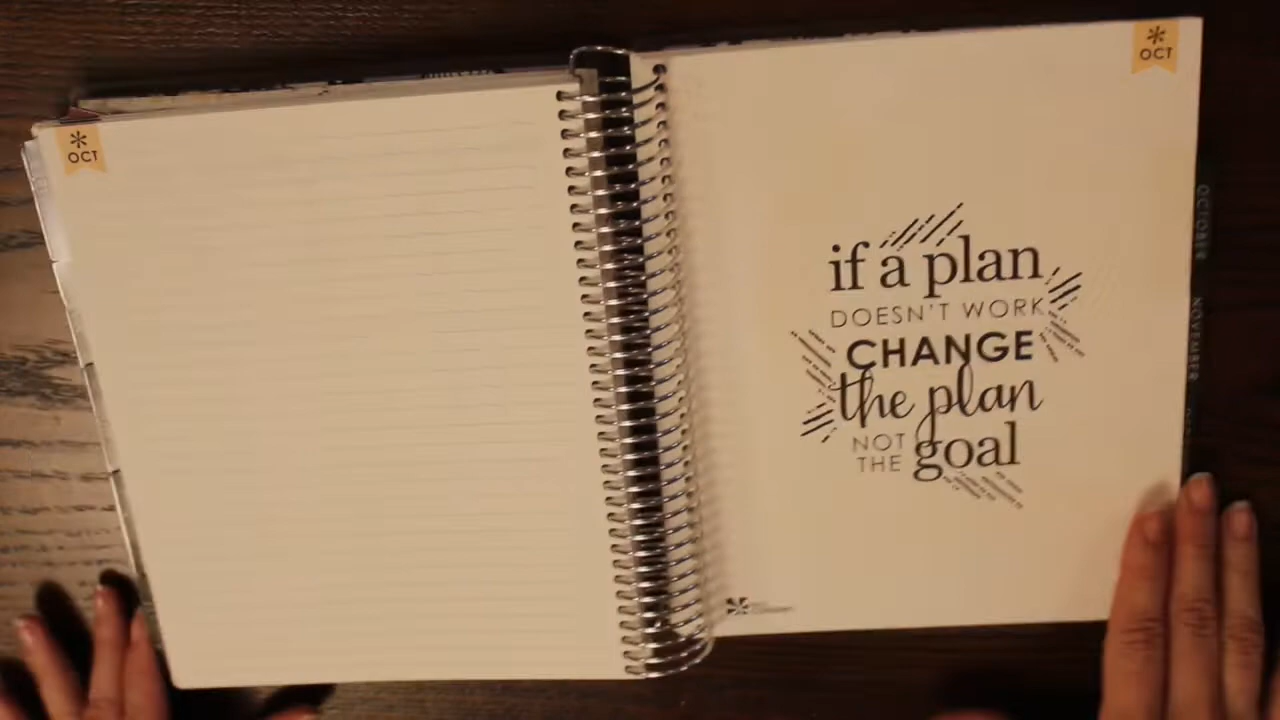 OCT
OCT
if a plan
DOESN'T WORK
CHANGE
the plan
NOT
THE goal
OCTOBER
NOVEMBER